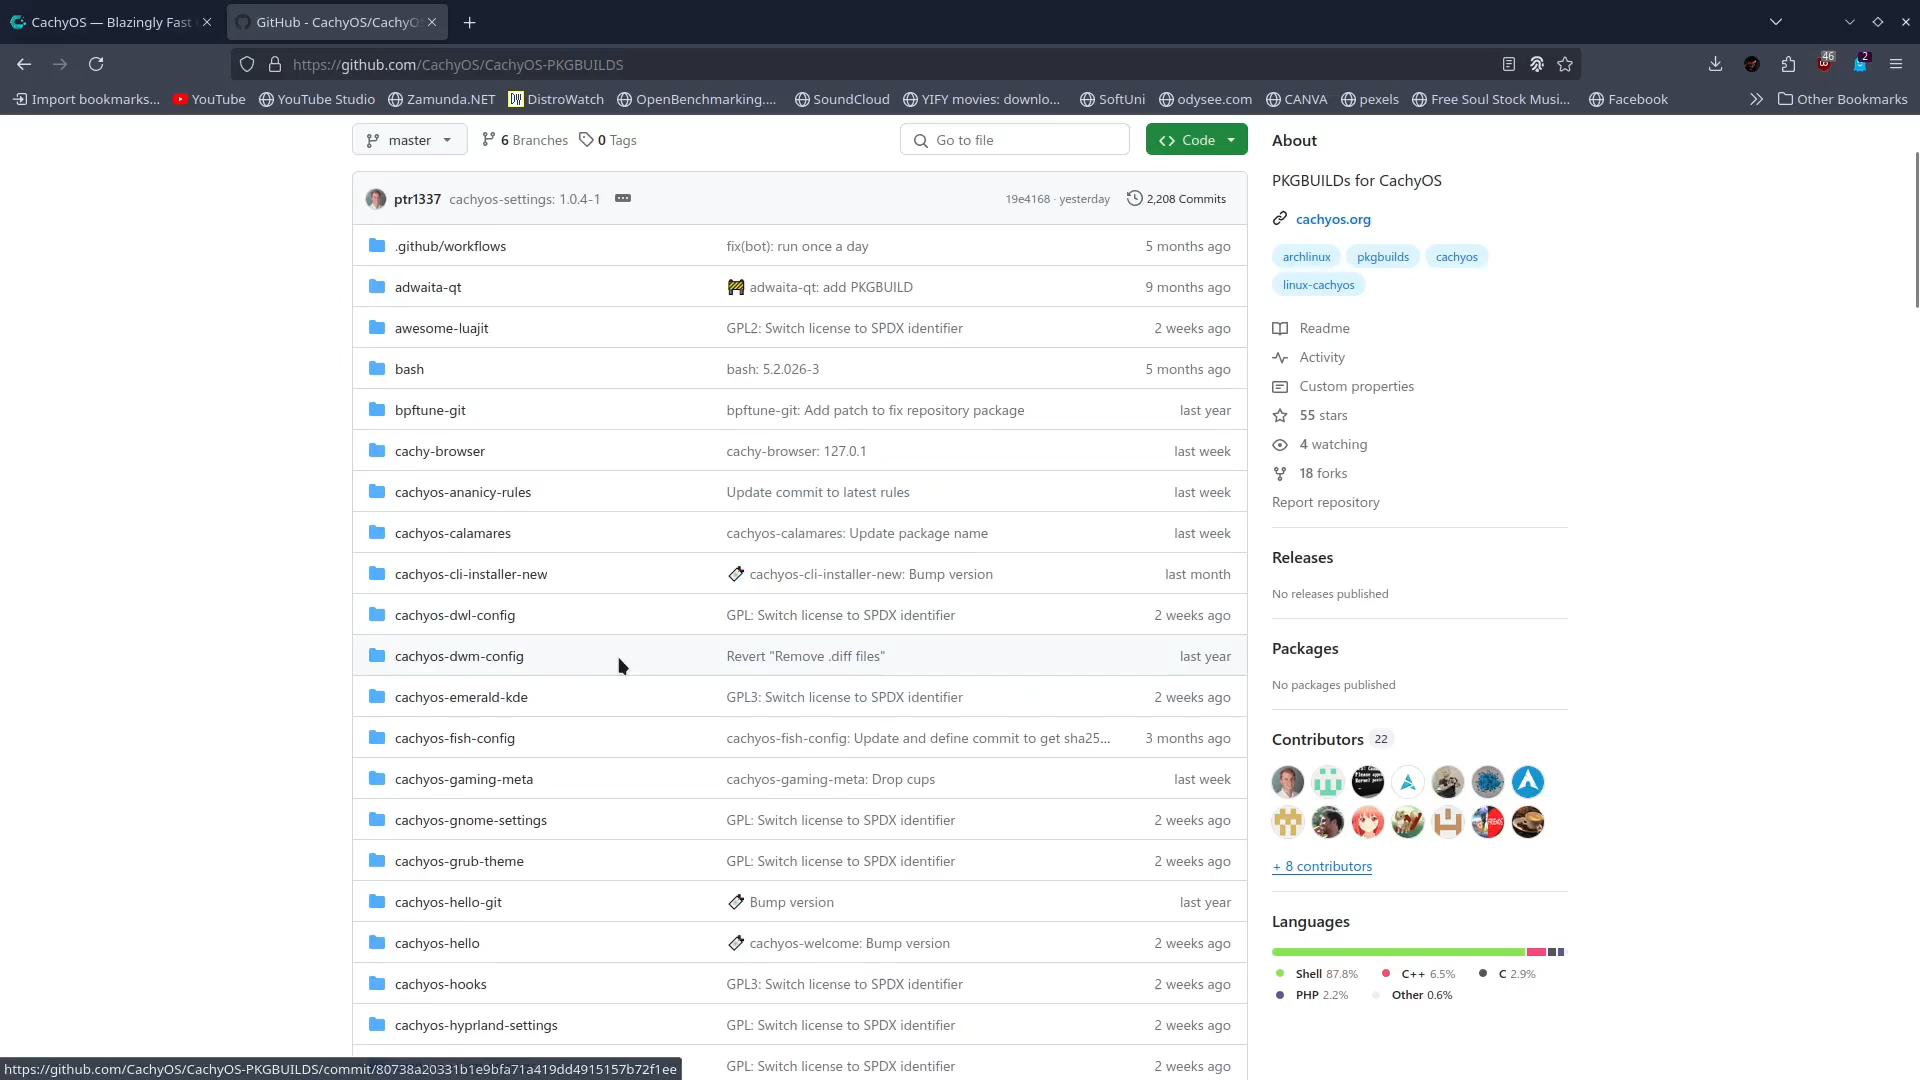 CachyOS — Blazingly Fast
GitHub - CachyOS/CachyO
https://github.com/CachyOS/CachyOS-PKGBUILDS
46
2
Import bookmarks...
YouTube
YouTube Studio
Zamunda.NET
DW DistroWatch
OpenBenchmarking....
SoundCloud
YIFY movies: downlo...
SoftUni
odysee.com
CANVA
pexels
Free Soul Stock Musi...
Facebook
Other Bookmarks
master
6 Branches
0 Tags
Go to file
Code
ptr1337 cachyos-settings: 1.0.4-1
19e4168 · yesterday
2,208 Commits
.github/workflows fix(bot): run once a day 5 months ago
adwaita-qt 🚧 adwaita-qt: add PKGBUILD 9 months ago
awesome-luajit GPL2: Switch license to SPDX identifier 2 weeks ago
bash bash: 5.2.026-3 5 months ago
bpftune-git bpftune-git: Add patch to fix repository package last year
cachy-browser cachy-browser: 127.0.1 last week
cachyos-ananicy-rules Update commit to latest rules last week
cachyos-calamares cachyos-calamares: Update package name last week
cachyos-cli-installer-new cachyos-cli-installer-new: Bump version last month
cachyos-dwl-config GPL: Switch license to SPDX identifier 2 weeks ago
cachyos-dwm-config Revert "Remove .diff files" last year
cachyos-emerald-kde GPL3: Switch license to SPDX identifier 2 weeks ago
cachyos-fish-config cachyos-fish-config: Update and define commit to get sha25... 3 months ago
cachyos-gaming-meta cachyos-gaming-meta: Drop cups last week
cachyos-gnome-settings GPL: Switch license to SPDX identifier 2 weeks ago
cachyos-grub-theme GPL: Switch license to SPDX identifier 2 weeks ago
cachyos-hello-git Bump version last year
cachyos-hello cachyos-welcome: Bump version 2 weeks ago
cachyos-hooks GPL3: Switch license to SPDX identifier 2 weeks ago
cachyos-hyprland-settings GPL: Switch license to SPDX identifier 2 weeks ago
GPL: Switch license to SPDX identifier 2 weeks ago
About
PKGBUILDs for CachyOS
cachyos.org
archlinux pkgbuilds cachyos
linux-cachyos
Readme
Activity
Custom properties
55 stars
4 watching
18 forks
Report repository
Releases
No releases published
Packages
No packages published
Contributors 22
+ 8 contributors
Languages
Shell 87.8% C++ 6.5% C 2.9%
PHP 2.2% Other 0.6%
https://github.com/CachyOS/CachyOS-PKGBUILDS/commit/80738a20331b1e9bfa71a419dd4915157b72f1ee